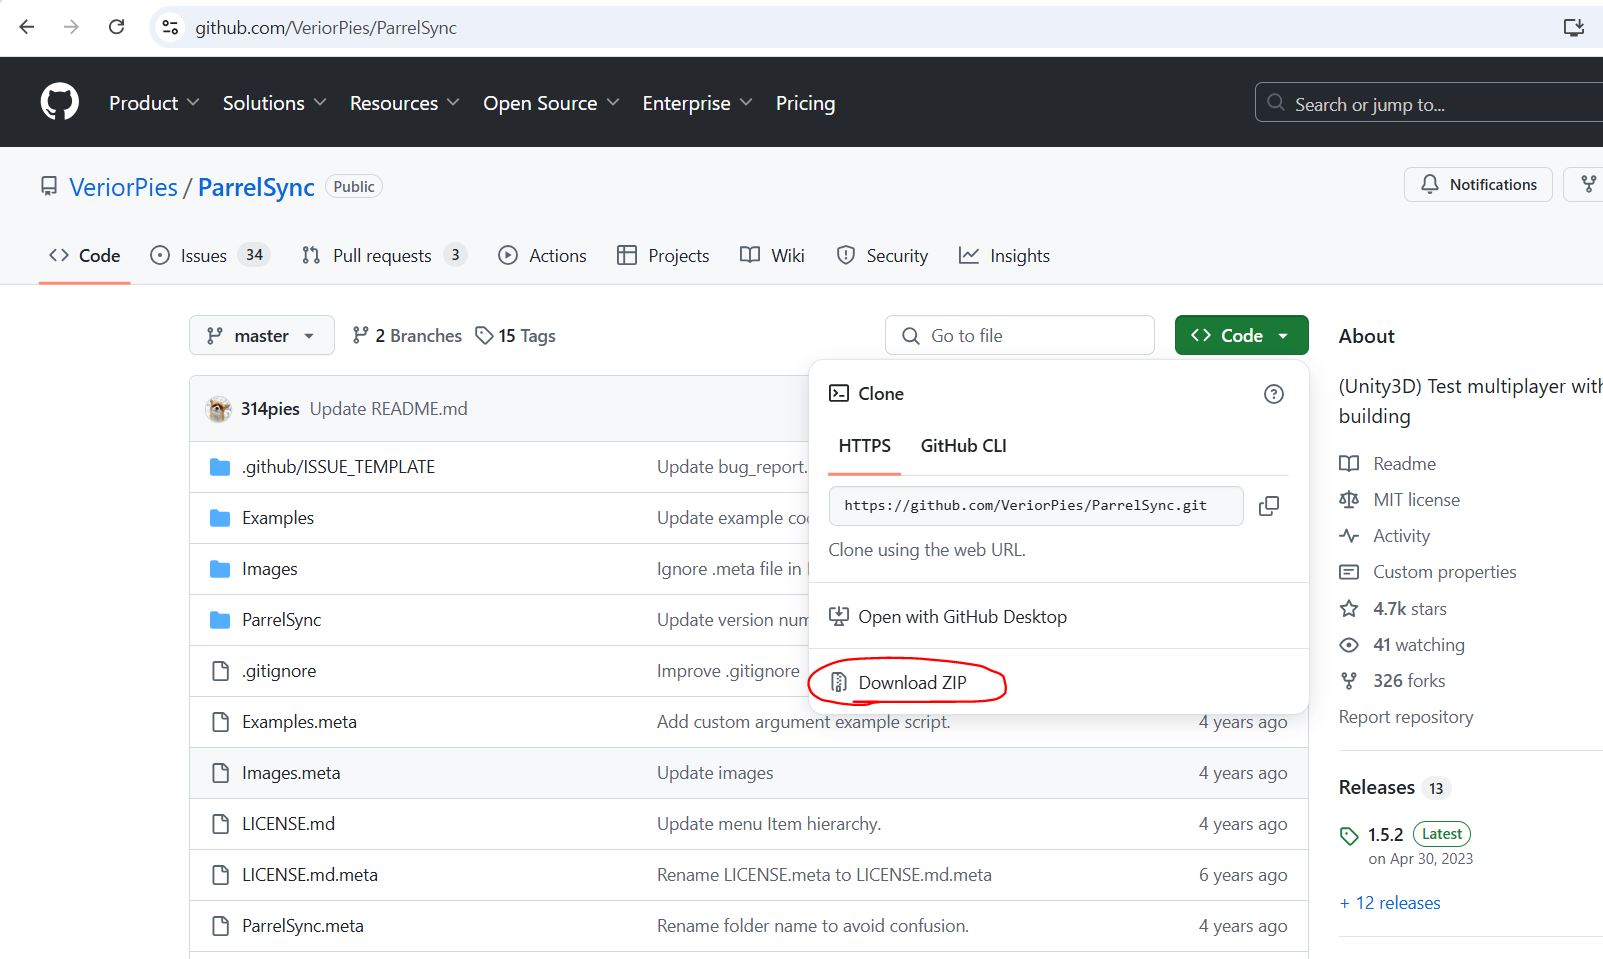 github.com/VeriorPies/ParrelSync
Product Solutions Resources Open Source Enterprise Pricing Search or jump to...
VeriorPies / ParrelSync Public Notifications
Code Issues 34 Pull requests 3 Actions Projects Wiki Security Insights
master 2 Branches 15 Tags Go to file Code
Clone
HTTPS GitHub CLI
https://github.com/VeriorPies/ParrelSync.git
Clone using the web URL.
Open with GitHub Desktop
Download ZIP
314pies Update README.md
.github/ISSUE_TEMPLATE Update bug_report.
Examples Update example
Images Ignore .meta file in
ParrelSync Update version
.gitignore Improve .gitignore
Examples.meta Add custom argument example script. 4 years ago
Images.meta Update images 4 years ago
LICENSE.md Update menu Item hierarchy. 4 years ago
LICENSE.md.meta Rename LICENSE.meta to LICENSE.md.meta 6 years ago
ParrelSync.meta Rename folder name to avoid confusion. 4 years ago
About
(Unity3D) Test multiplayer
building
Readme
MIT license
Activity
Custom properties
4.7k stars
41 watching
326 forks
Report repository
Releases 13
1.5.2 Latest
on Apr 30, 2023
+ 12 releases